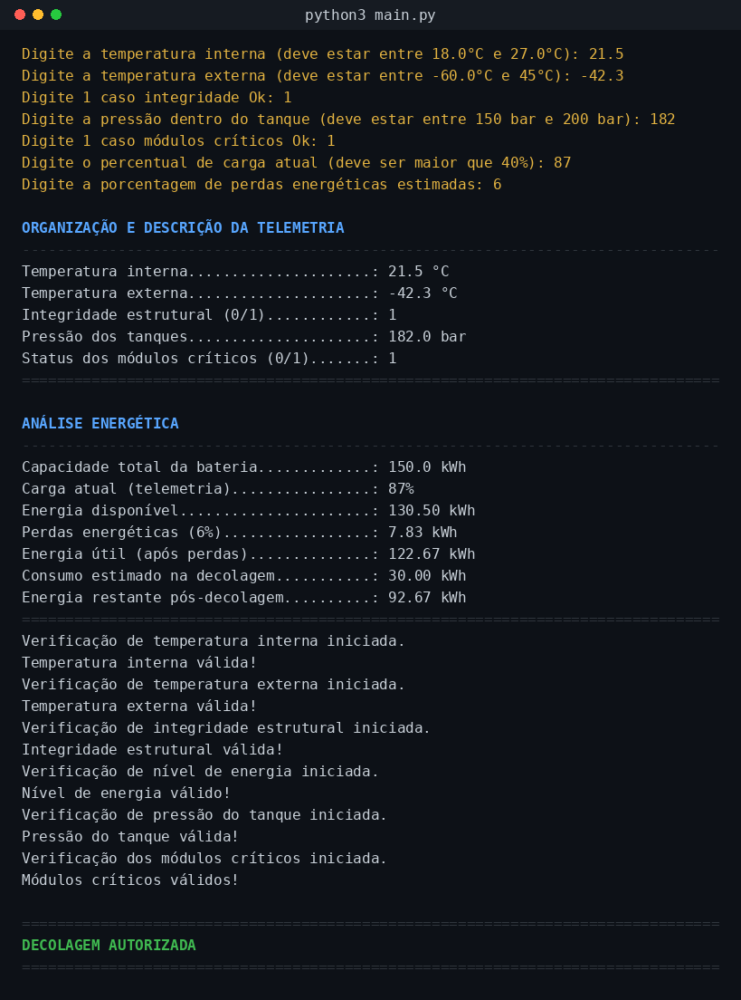 python3 main.py
Digite a temperatura interna (deve estar entre 18.0°C e 27.0°C): 21.5
Digite a temperatura externa (deve estar entre -60.0°C e 45°C): -42.3
Digite 1 caso integridade Ok: 1
Digite a pressão dentro do tanque (deve estar entre 150 bar e 200 bar): 182
Digite 1 caso módulos críticos Ok: 1
Digite o percentual de carga atual (deve ser maior que 40%): 87
Digite a porcentagem de perdas energéticas estimadas: 6
ORGANIZAÇÃO E DESCRIÇÃO DA TELEMETRIA
--------------------------------------------------------------------------------
Temperatura interna.....................: 21.5 °C
Temperatura externa.....................: -42.3 °C
Integridade estrutural (0/1)............: 1
Pressão dos tanques.....................: 182.0 bar
Status dos módulos críticos (0/1).......: 1
================================================================================
ANÁLISE ENERGÉTICA
--------------------------------------------------------------------------------
Capacidade total da bateria.............: 150.0 kWh
Carga atual (telemetria)................: 87%
Energia disponível......................: 130.50 kWh
Perdas energéticas (6%).................: 7.83 kWh
Energia útil (após perdas)..............: 122.67 kWh
Consumo estimado na decolagem...........: 30.00 kWh
Energia restante pós-decolagem..........: 92.67 kWh
================================================================================
Verificação de temperatura interna iniciada.
Temperatura interna válida!
Verificação de temperatura externa iniciada.
Temperatura externa válida!
Verificação de integridade estrutural iniciada.
Integridade estrutural válida!
Verificação de nível de energia iniciada.
Nível de energia válido!
Verificação de pressão do tanque iniciada.
Pressão do tanque válida!
Verificação dos módulos críticos iniciada.
Módulos críticos válidos!
================================================================================
DECOLAGEM AUTORIZADA
================================================================================